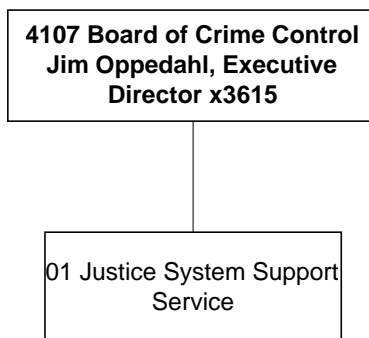 4107 Board of Crime Control
Jim Oppedahl, Executive
Director x3615
01 Justice System Support
Service